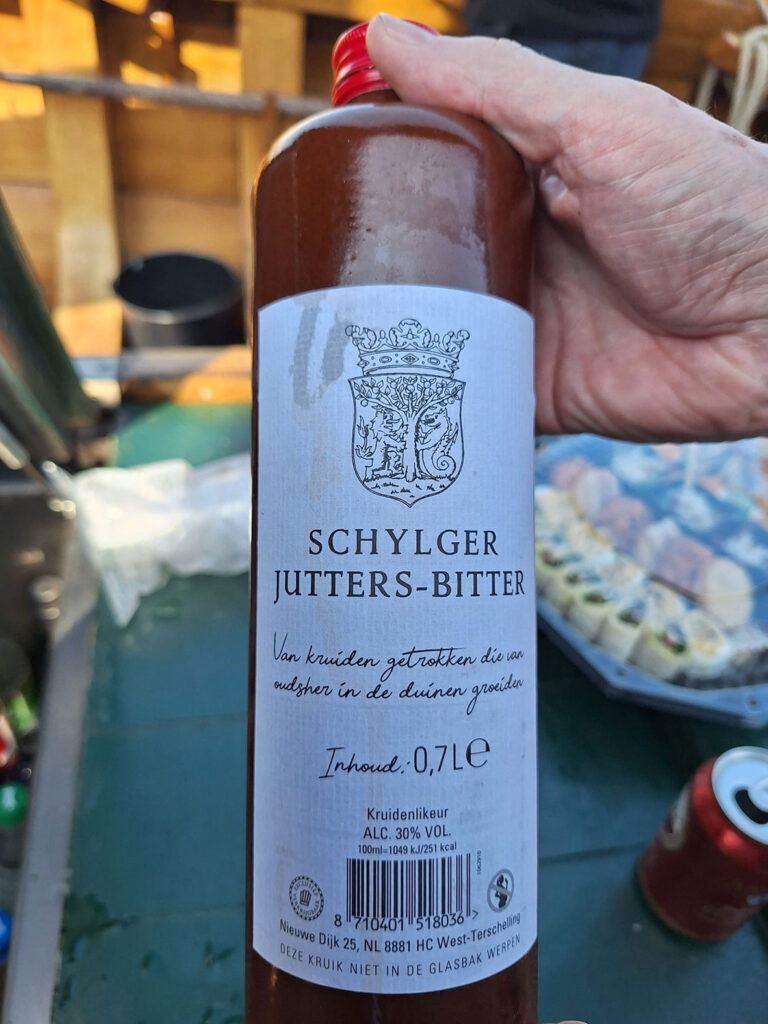 SCHYLGER
JUTTERS-BITTER
Van kruiden getrokken die van
oudsher in de duinen groeiden
Inhoud: 0,7L e
Kruidenlikeur
ALC. 30% VOL.
100ml=1049 kJ/251 kcal
8 710401 518036 >
Nieuwe Dijk 25, NL 8881 HC West-Terschelling
DEZE KRUIK NIET IN DE GLASBAK WERPEN